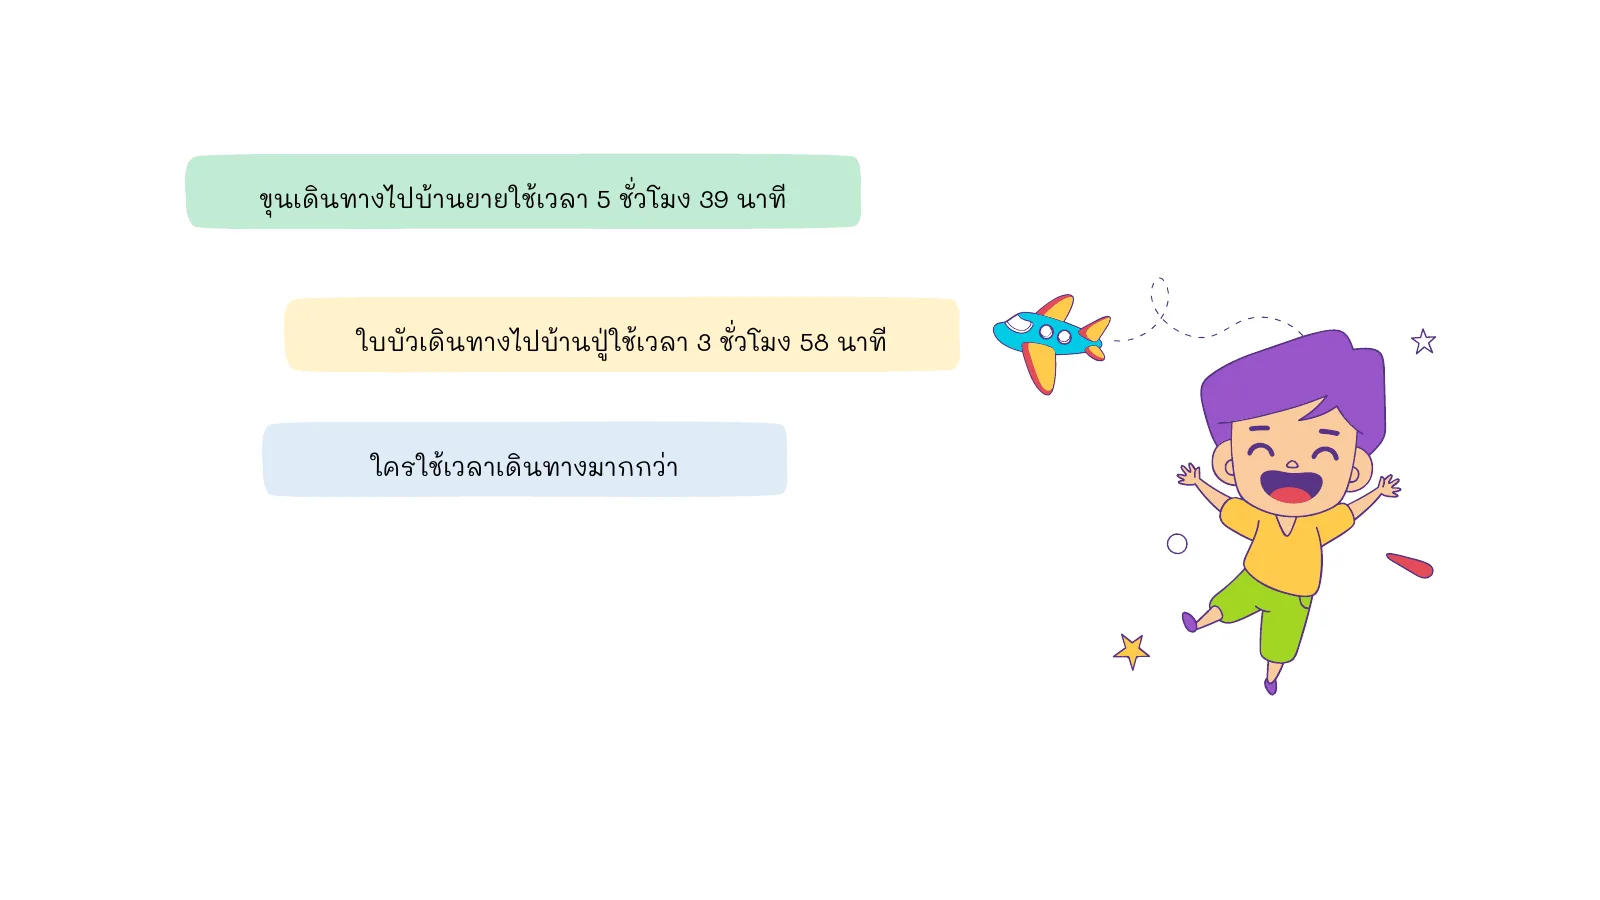 ขุนเดินทางไปบ้านยายใช้เวลา 5 ชั่วโมง 39 นาที
ใบบัวเดินทางไปบ้านปู่ใช้เวลา 3 ชั่วโมง 58 นาที
ใครใช้เวลาเดินทางมากกว่า